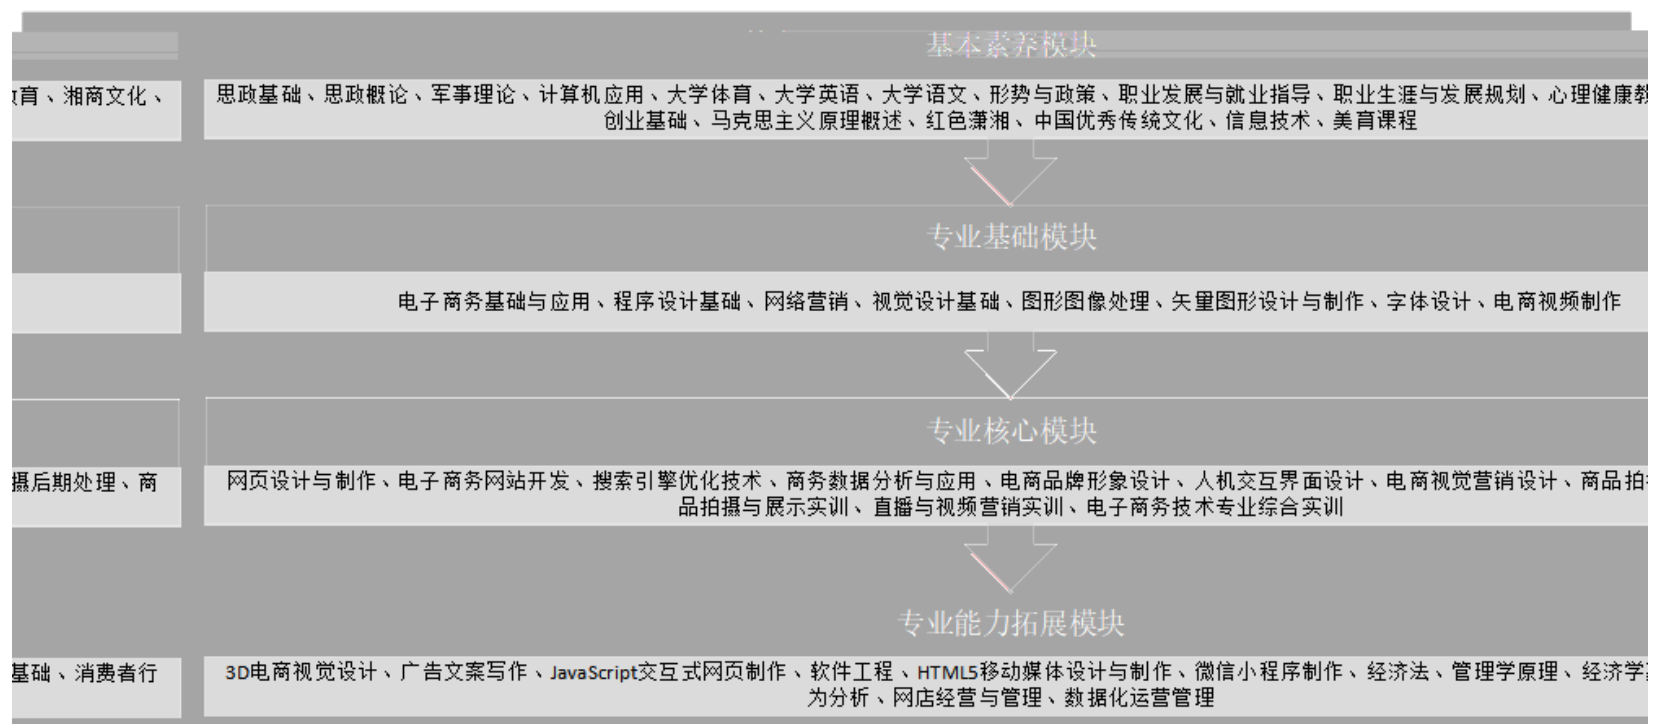 基本素养模块
思政基础、思政概论、军事理论、计算机应用、大学体育、大学英语、大学语文、形势与政策、职业发展与就业指导、职业生涯与发展规划、心理健康教
育、湘商文化、
创业基础、马克思主义原理概述、红色潇湘、中国优秀传统文化、信息技术、美育课程
专业基础模块
电子商务基础与应用、程序设计基础、网络营销、视觉设计基础、图形图像处理、矢量图形设计与制作、字体设计、电商视频制作
专业核心模块
网页设计与制作、电子商务网站开发、搜索引擎优化技术、商务数据分析与应用、电商品牌形象设计、人机交互界面设计、电商视觉营销设计、商品拍
摄后期处理、商
品拍摄与展示实训、直播与视频营销实训、电子商务技术专业综合实训
专业能力拓展模块
3D电商视觉设计、广告文案写作、JavaScript交互式网页制作、软件工程、HTML5移动媒体设计与制作、微信小程序制作、经济法、管理学原理、经济学
基础、消费者行
为分析、网店经营与管理、数据化运营管理